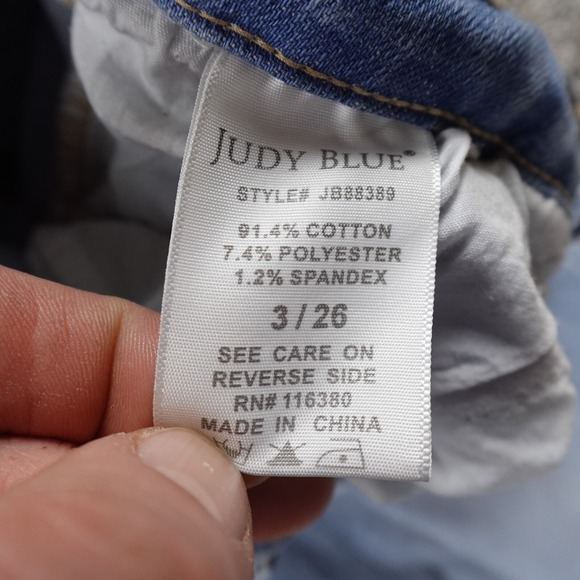 JUDY BLUE®
STYLE# JB88389
91.4% COTTON
7.4% POLYESTER
1.2% SPANDEX
3 / 26
SEE CARE ON
REVERSE SIDE
RN# 116380
MADE IN CHINA